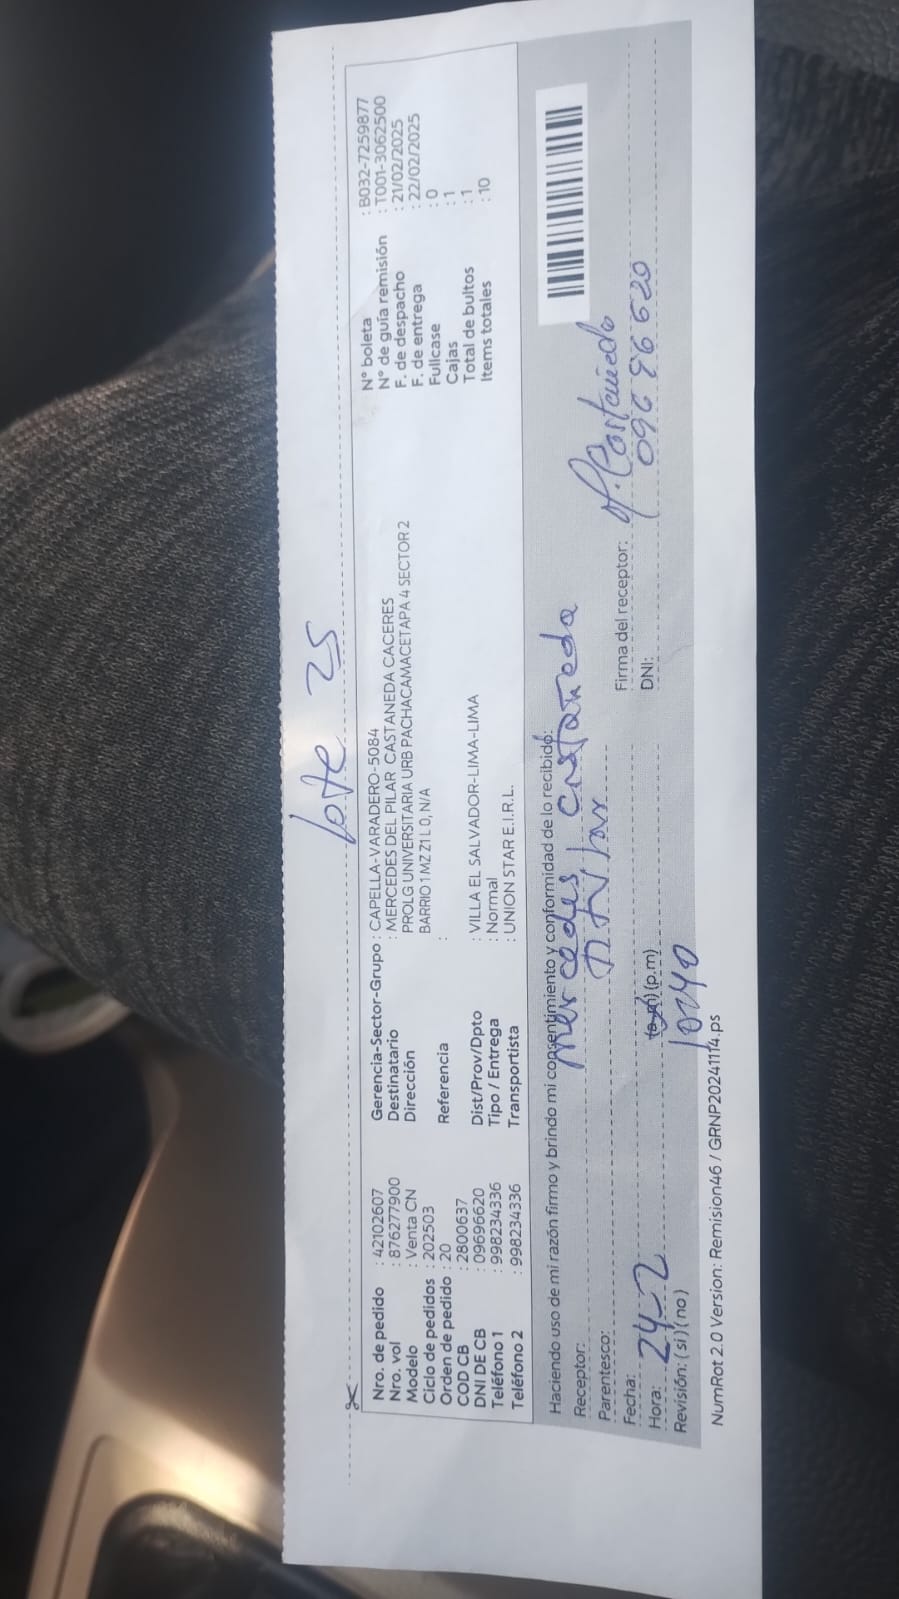 lote 25
Nro. de pedido : 42102607
Nro. vol : 876277900
Modelo : Venta CN
Ciclo de pedidos : 202503
Orden de pedido : 20
COD CB : 2800637
DNI DE CB : 09696620
Teléfono 1 : 998234336
Teléfono 2 : 998234336
Gerencia-Sector-Grupo : CAPELLA-VARADERO-5084
Destinatario : MERCEDES DEL PILAR CASTANEDA CACERES
Dirección PROLG UNIVERSITARIA URB PACHACAMACETAPA 4 SECTOR 2
BARRIO 1 MZ Z1 L 0, N/A
Referencia :
Dist/Prov/Dpto : VILLA EL SALVADOR-LIMA-LIMA
Tipo / Entrega : Normal
Transportista : UNION STAR E.I.R.L.
N° boleta : B032-7259877
N° de guía remisión : T001-3062500
F. de despacho : 21/02/2025
F. de entrega : 22/02/2025
Fullcase : 0
Cajas : 1
Total de bultos : 1
Items totales : 10
Haciendo uso de mi razón firmo y brindo mi consentimiento y conformidad de lo recibido:
Receptor: Mercedes Castañeda
Parentesco: Titular
Fecha: 24-2
Hora: (a.m) (p.m) 10:40
Revisión: (si) (no)
Firma del receptor: M. Castañeda
DNI: 09696620
NumRot 2.0 Version: Remision46 / GRNP20241114.ps